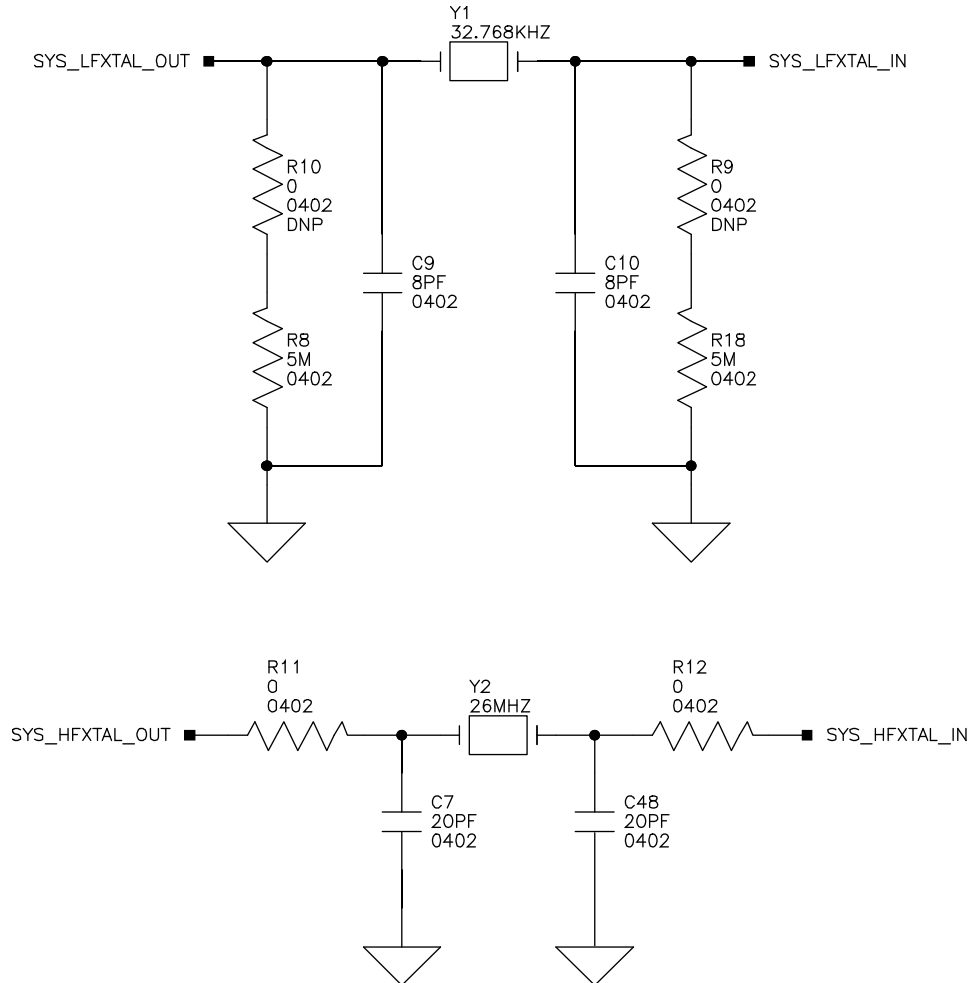 Y1
32.768KHZ
SYS_LFXTAL_OUT
SYS_LFXTAL_IN
R10
0
0402
DNP
R9
0
0402
DNP
C9
8PF
0402
C10
8PF
0402
R8
5M
0402
R18
5M
0402
R11
0
0402
Y2
26MHZ
R12
0
0402
SYS_HFXTAL_OUT
SYS_HFXTAL_IN
C7
20PF
0402
C48
20PF
0402